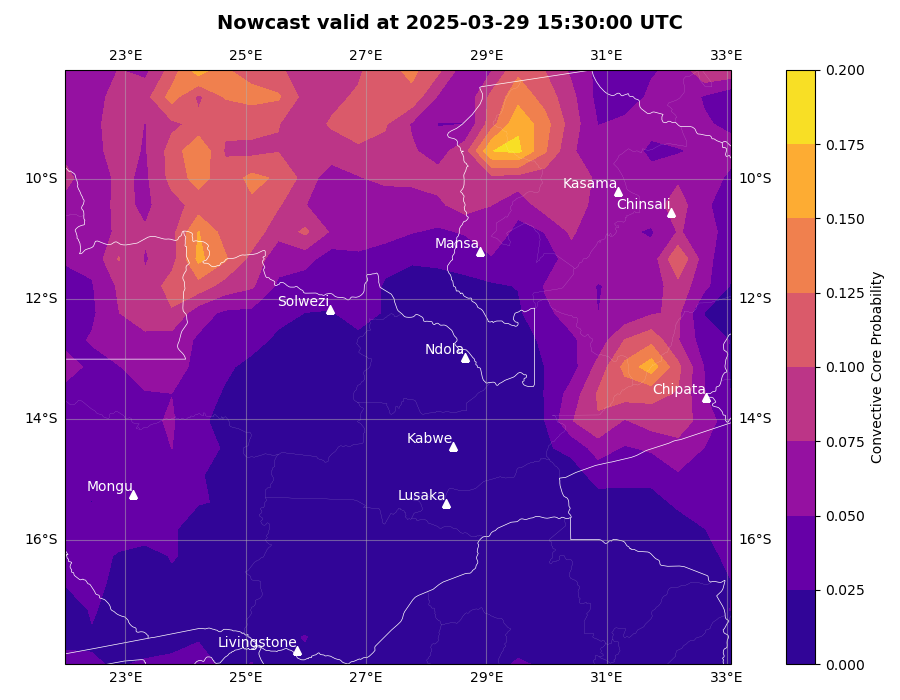 Nowcast valid at 2025-03-29 15:30:00 UTC
23°E 25°E 27°E 29°E 31°E 33°E
0.200
0.175
10°S Kasama 10°S
Chinsali
0.150
Mansa
12°S Solwezi 12°S
0.125
Ndola
0.100
Chipata
14°S 14°S
Kabwe
0.075
Mongu
Lusaka
0.050
16°S 16°S
0.025
Livingstone
0.000
23°E 25°E 27°E 29°E 31°E 33°E
Convective Core Probability